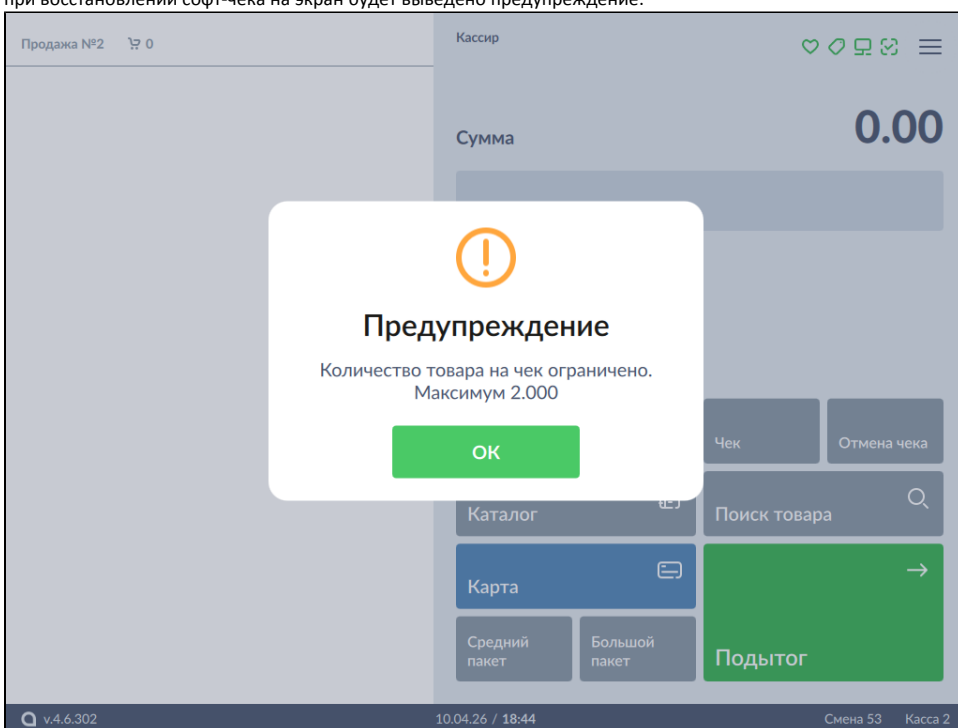 при восстановлении софт-чека на экран будет выведено предупреждение:
Продажа №2 0
Кассир
Сумма
0.00
Предупреждение
Количество товара на чек ограничено.
Максимум 2.000
ОК
Чек
Отмена чека
Каталог
Поиск товара
Карта
Средний
пакет
Большой
пакет
Подытог
v.4.6.302
10.04.26 / 18:44
Смена 53 Касса 2